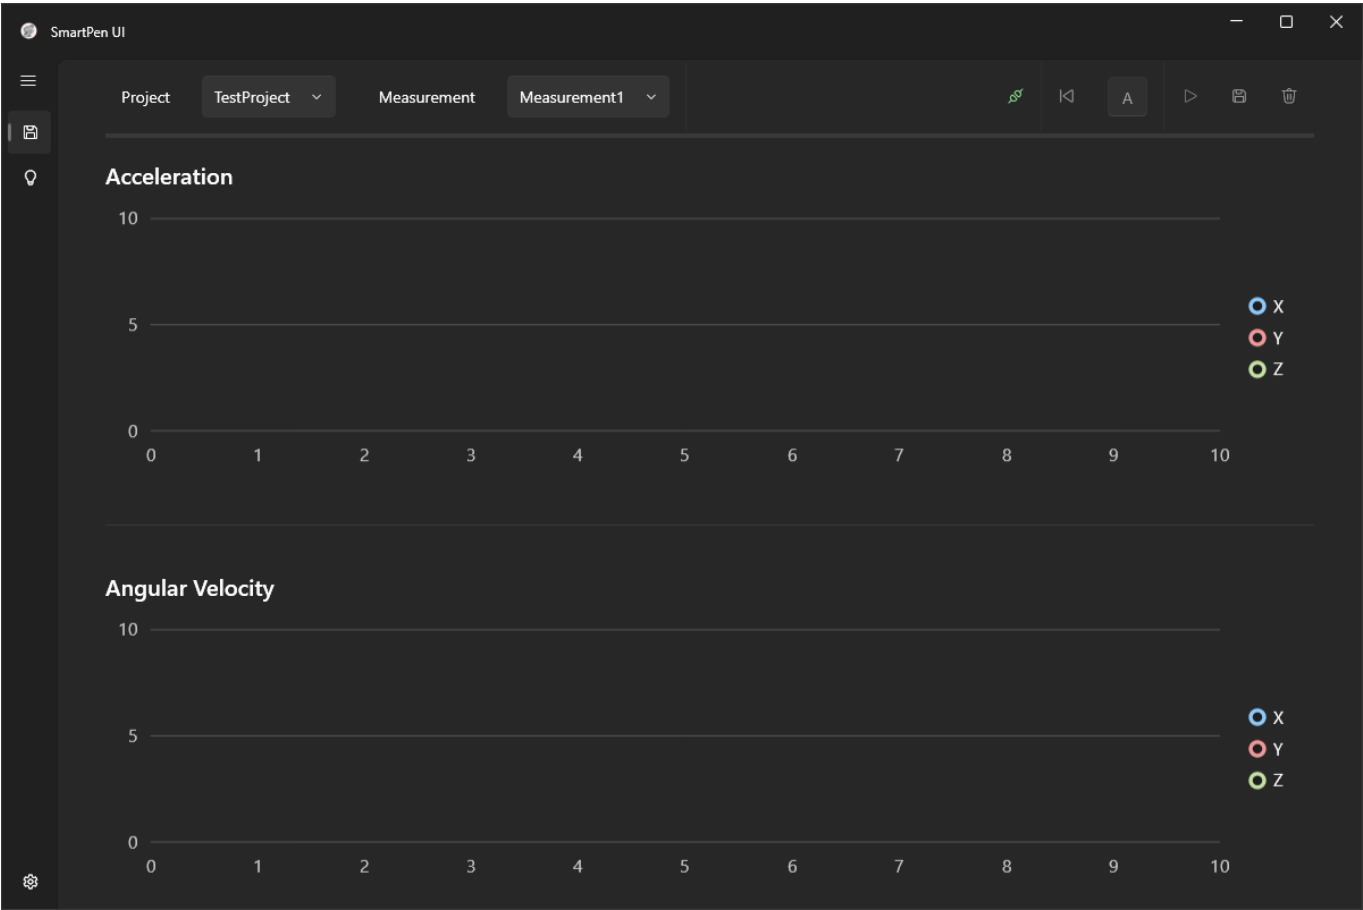 SmartPen UI
Project TestProject Measurement Measurement1 A
Acceleration
10
5
0
0 1 2 3 4 5 6 7 8 9 10
X
Y
Z
Angular Velocity
10
5
0
0 1 2 3 4 5 6 7 8 9 10
X
Y
Z